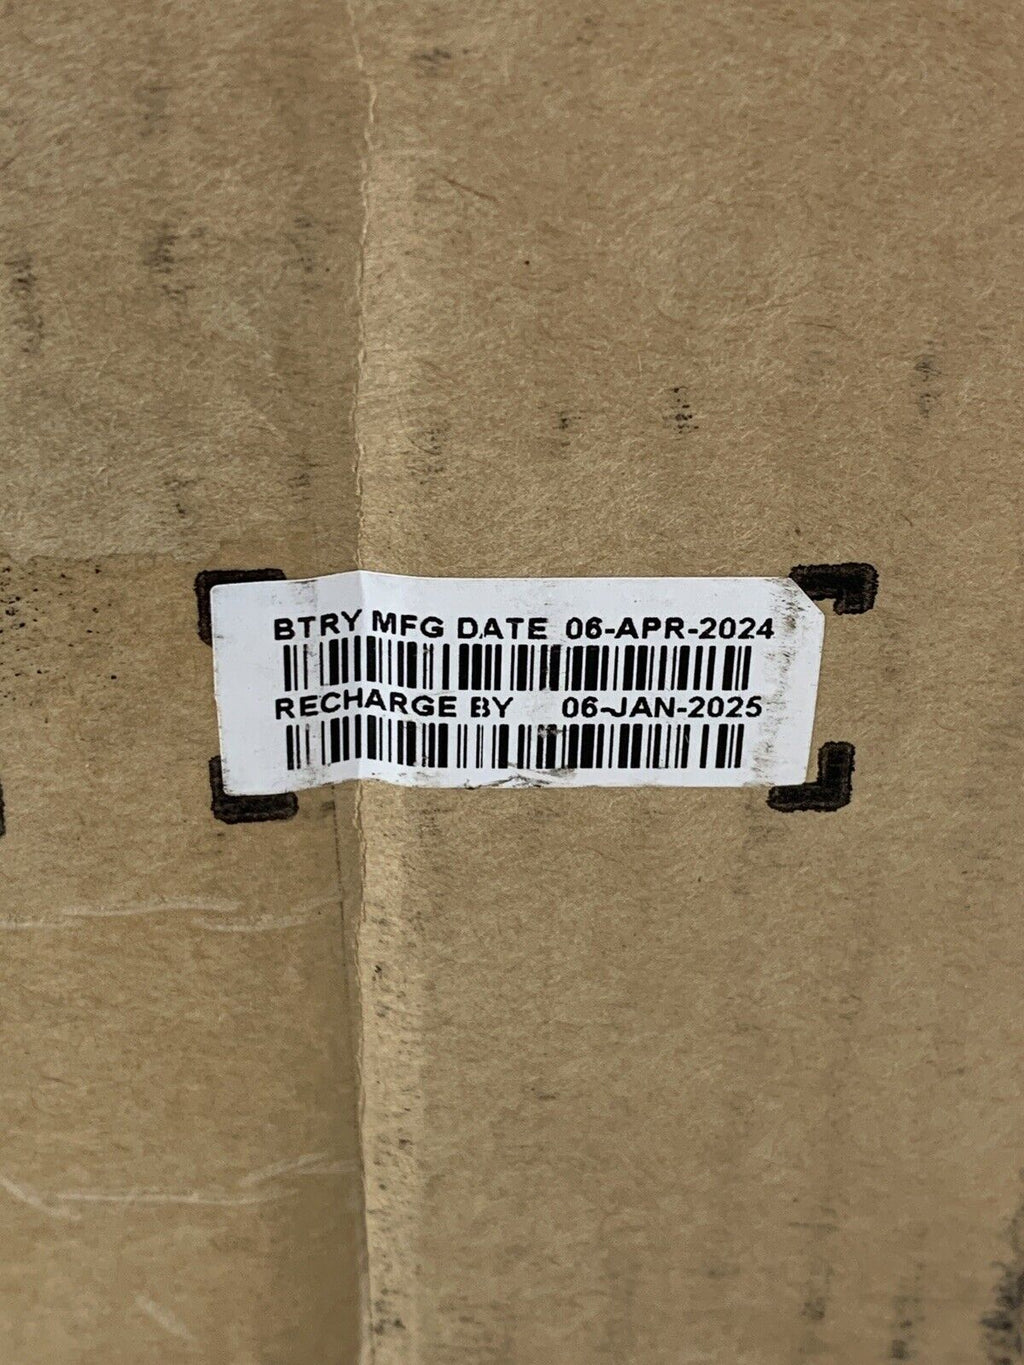 BTRY MFG DATE 06-APR-2024
RECHARGE BY 06-JAN-2025